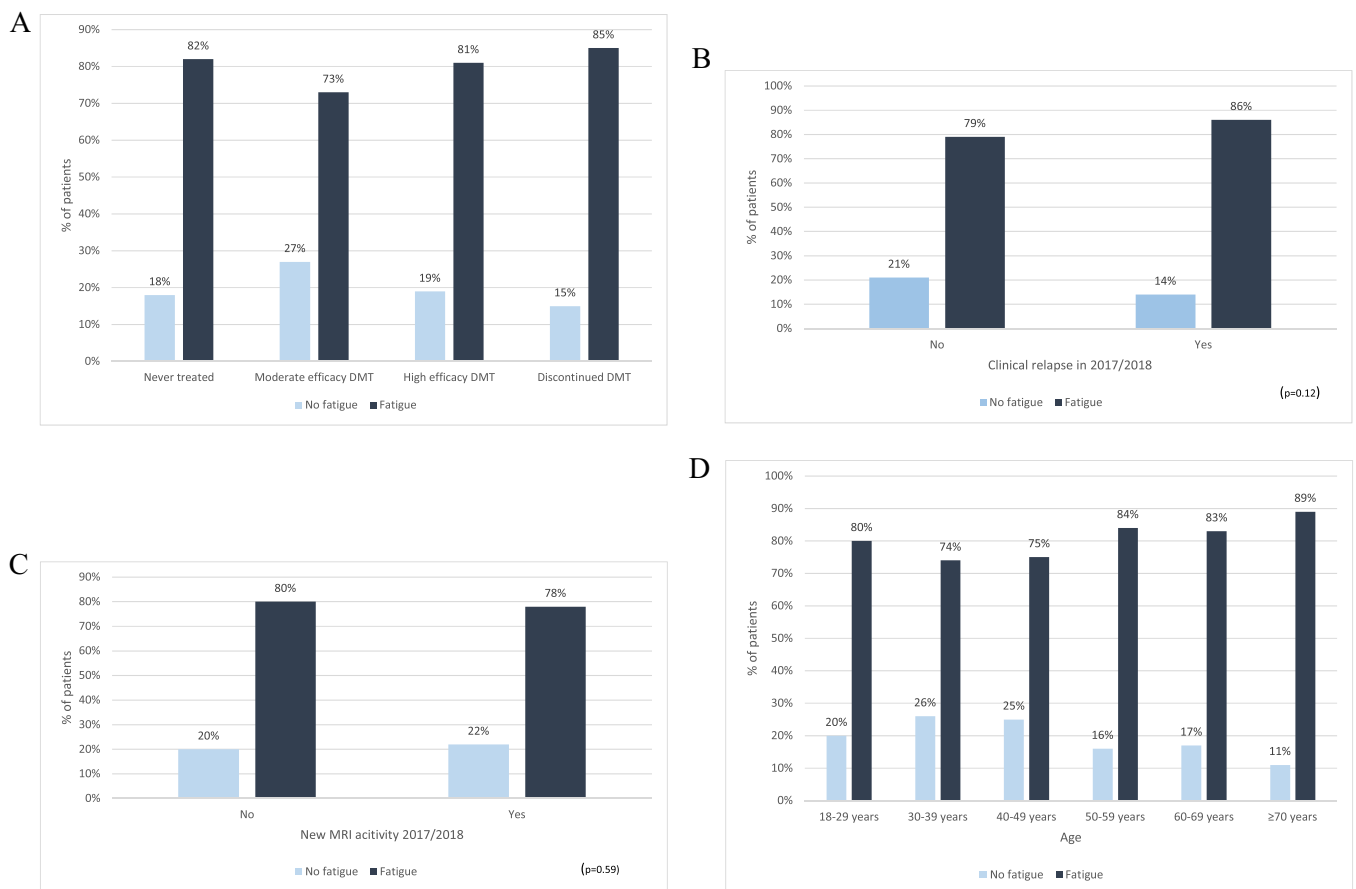 A
90%
80%
70%
60%
50%
40%
30%
20%
10%
0%
% of patients
18%
82%
27%
73%
19%
81%
15%
85%
Never treated
Moderate efficacy DMT
High efficacy DMT
Discontinued DMT
No fatigue Fatigue
B
100%
90%
80%
70%
60%
50%
40%
30%
20%
10%
0%
% of patients
21%
79%
14%
86%
No
Yes
Clinical relapse in 2017/2018
No fatigue Fatigue
(p=0.12)
C
90%
80%
70%
60%
50%
40%
30%
20%
10%
0%
% of patients
20%
80%
22%
78%
No
Yes
New MRI acitivity 2017/2018
No fatigue Fatigue
(p=0.59)
D
100%
90%
80%
70%
60%
50%
40%
30%
20%
10%
0%
% of patients
20%
80%
26%
74%
25%
75%
16%
84%
17%
83%
11%
89%
18-29 years
30-39 years
40-49 years
50-59 years
60-69 years
≥70 years
Age
No fatigue Fatigue